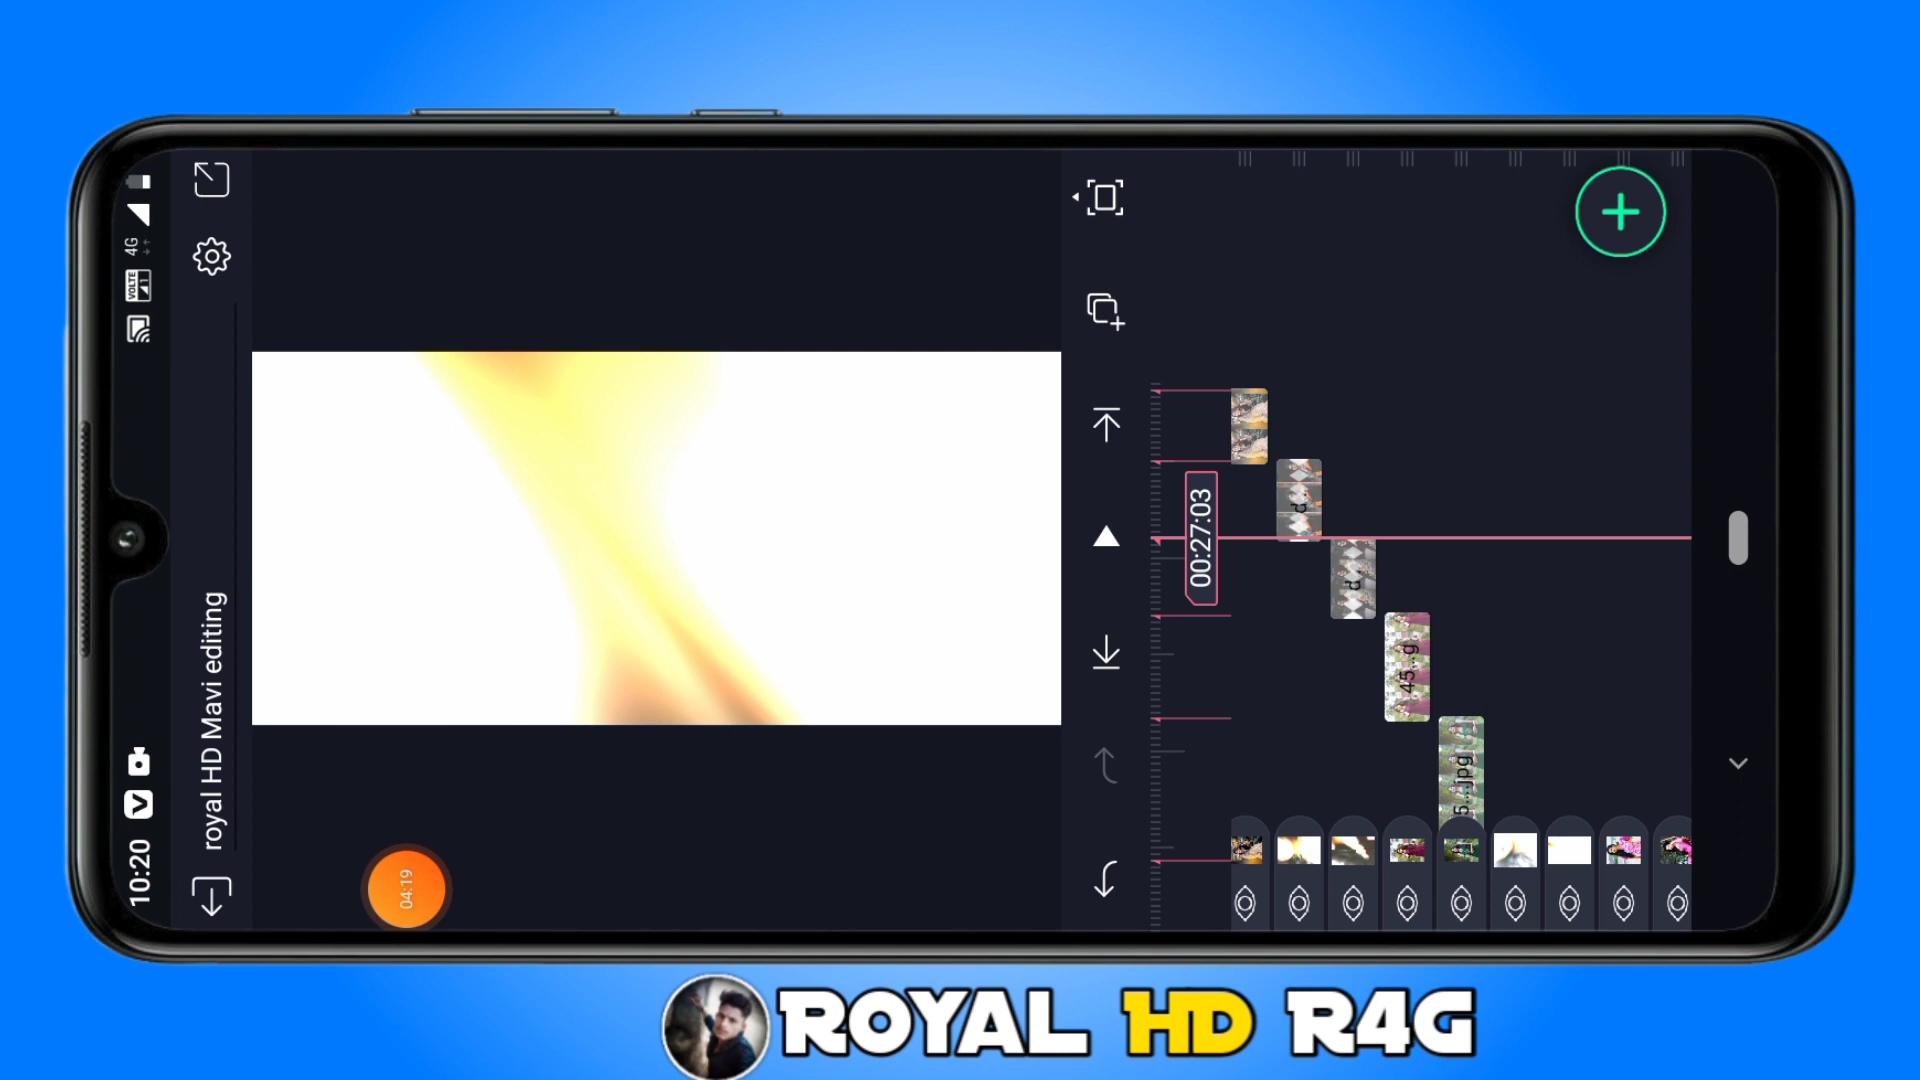 10:20
VOLTE
1
4G
royal HD Mavi editing
04:19
00:27:03
d
d
45...g
5...jpg
ROYAL HD R4G